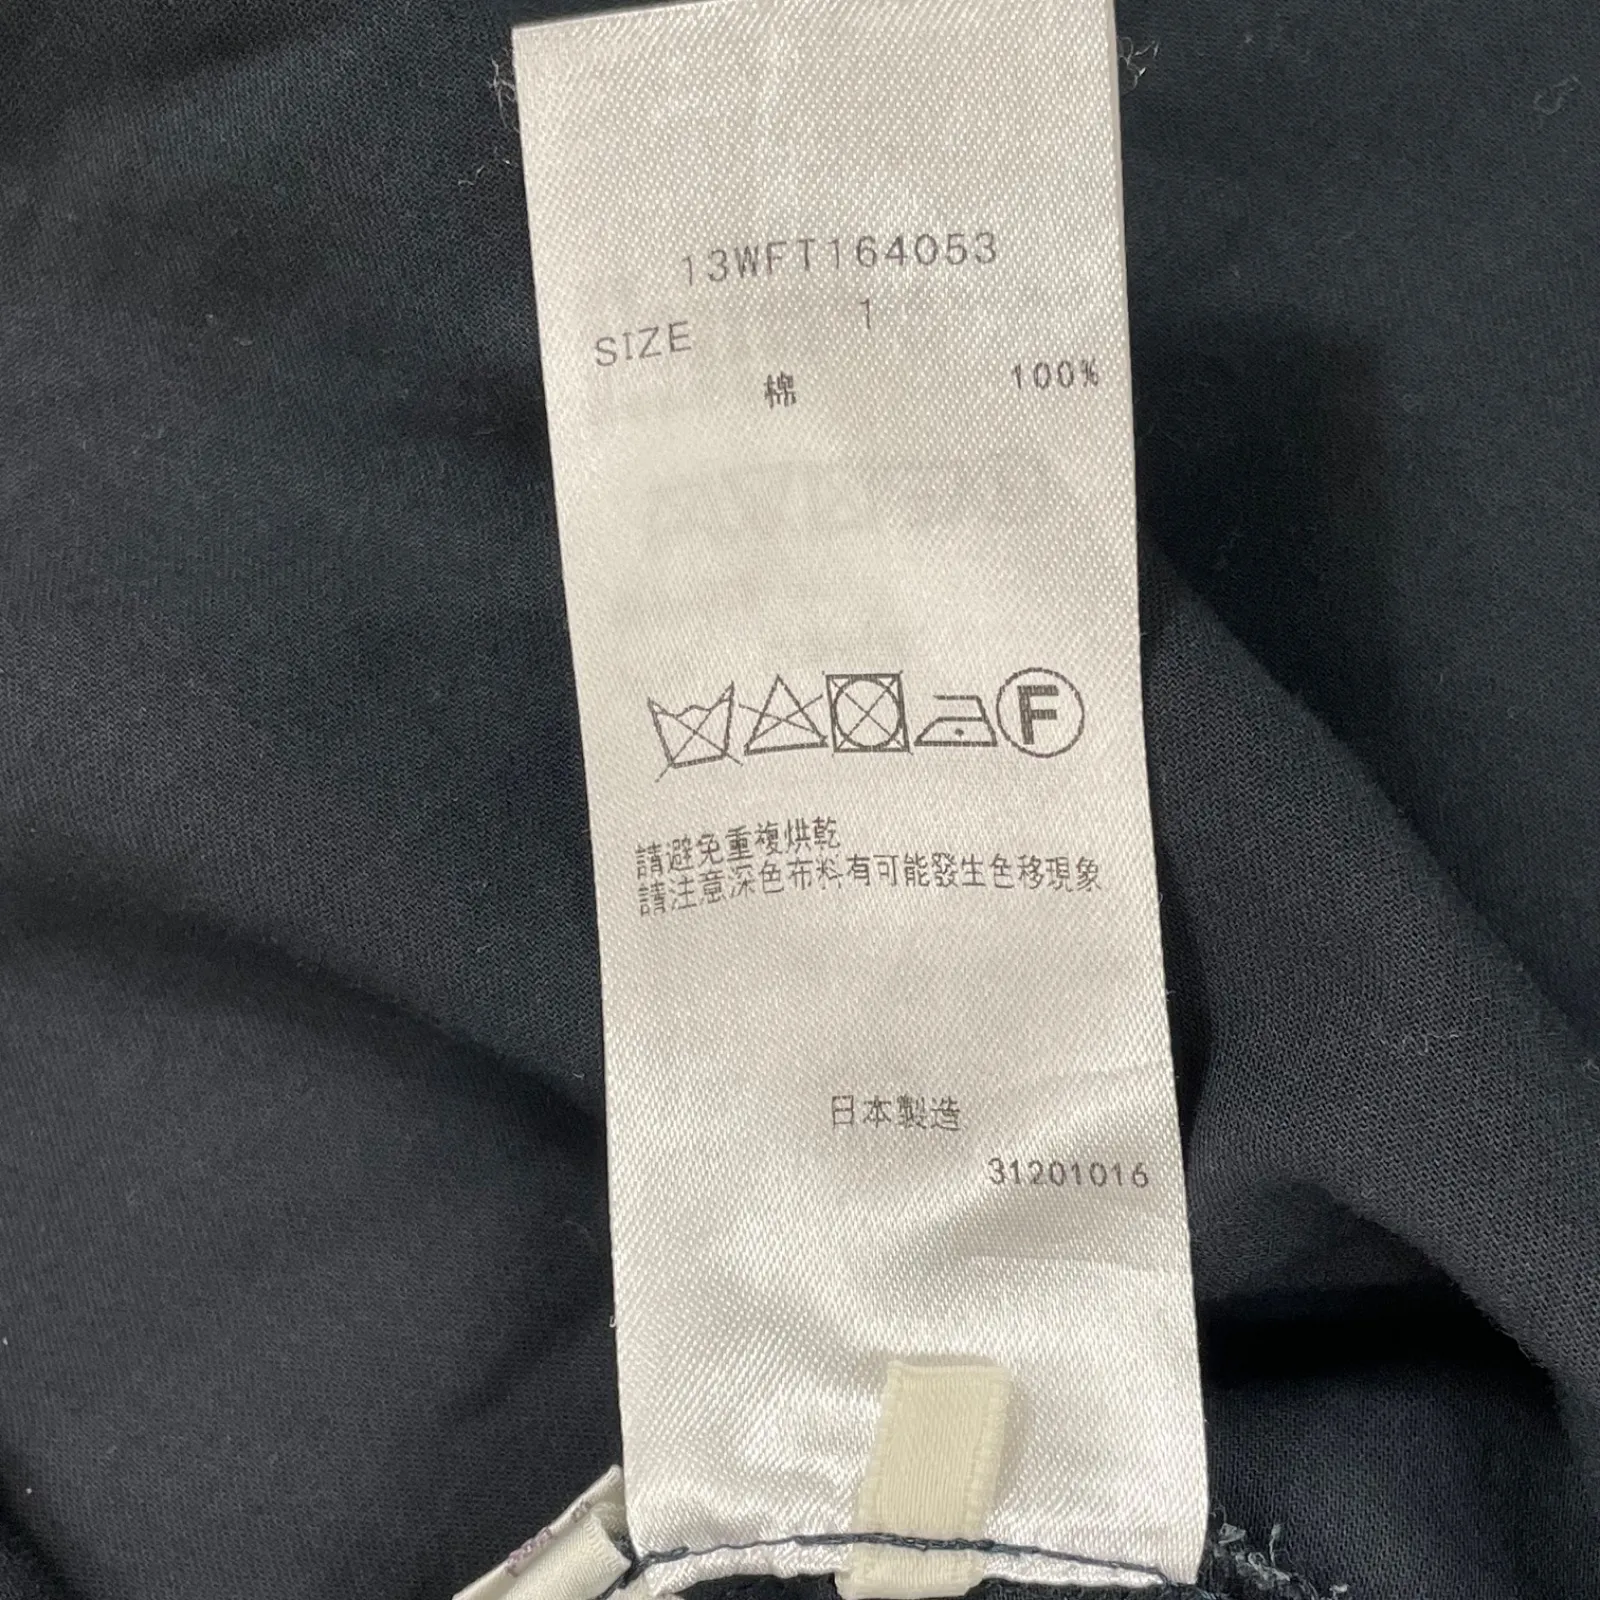 13WFT164053
SIZE 1
棉 100%
F
請避免重複烘乾
請注意深色布料有可能發生色移現象
日本製造
31201016